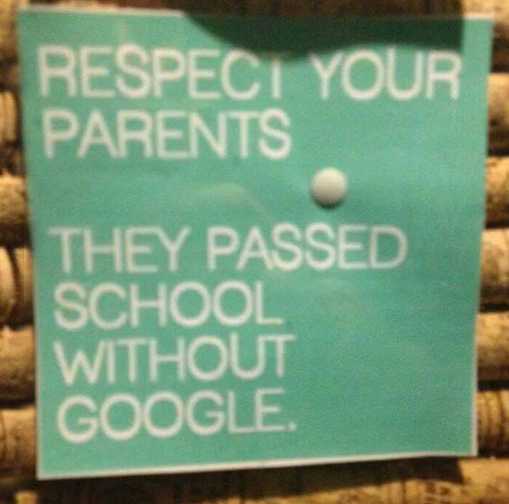 RESPECT YOUR
PARENTS
THEY PASSED
SCHOOL
WITHOUT
GOOGLE.